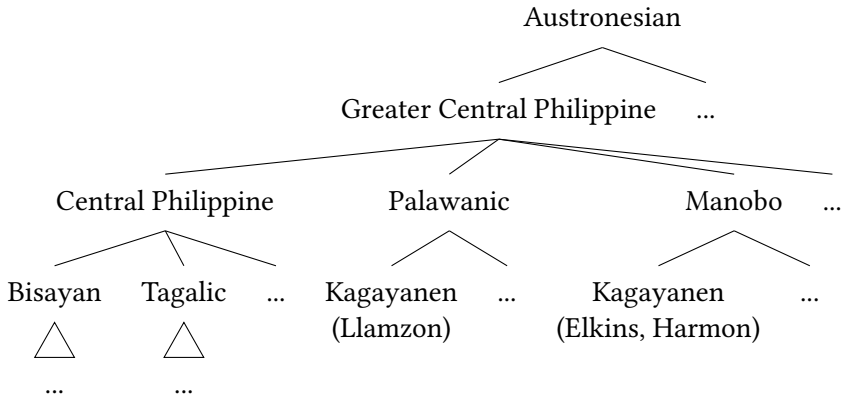 Austronesian
Greater Central Philippine ...
Central Philippine Palawanic Manobo ...
Bisayan Tagalic ... Kagayanen ... Kagayanen ...
(Llamzon) (Elkins, Harmon)
... ...